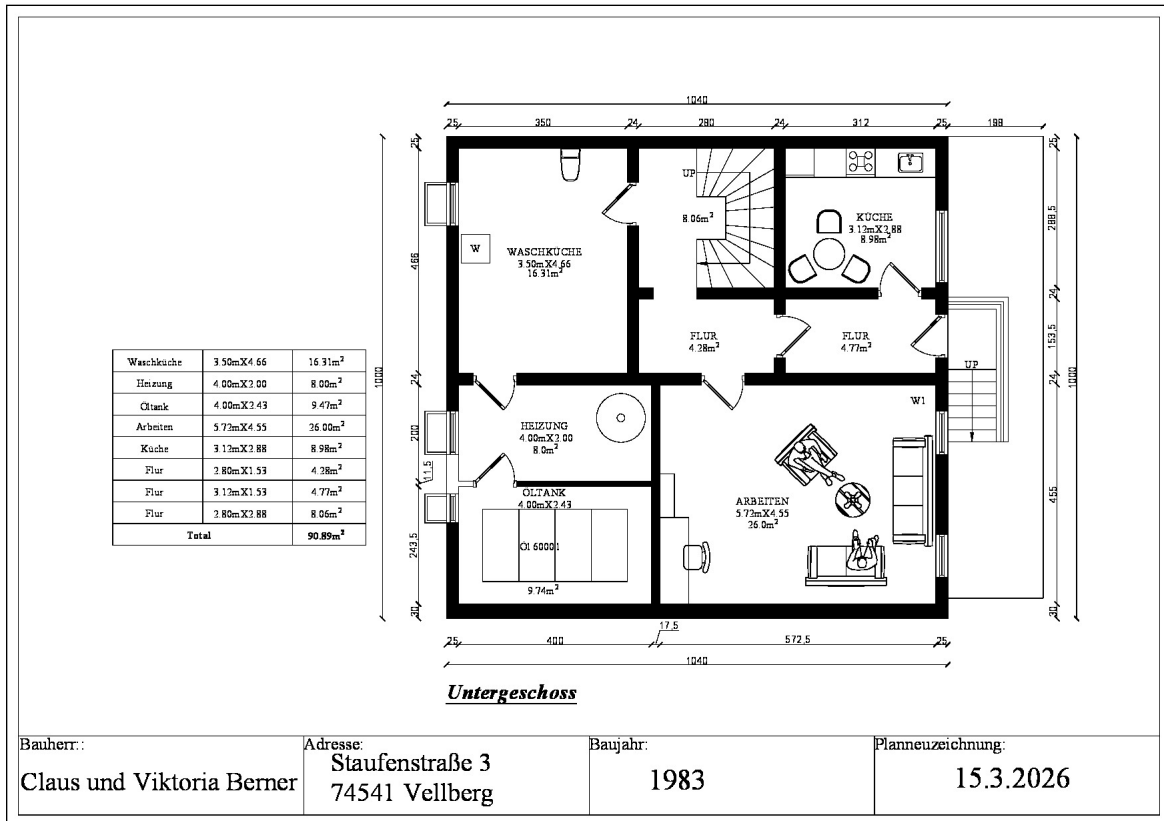 1040
25 350 24 280 24 312 25 198
25
466
24
200
11,5
243,5
30
1000
25
288,5
24
153,5
24
455
30
1000
UP
8.06m²
W
WASCHKÜCHE
3.50mX4.66
16.31m²
KÜCHE
3.12mX2.88
8.98m²
FLUR
4.28m²
FLUR
4.77m²
UP
W1
HEIZUNG
4.00mX2.00
8.0m²
ÖLTANK
4.00mX2.43
Öl 6000 l
9.74m²
ARBEITEN
5.72mX4.55
26.0m²
Waschküche 3.50mX4.66 16.31m²
Heizung 4.00mX2.00 8.00m²
Öltank 4.00mX2.43 9.47m²
Arbeiten 5.72mX4.55 26.00m²
Küche 3.12mX2.88 8.98m²
Flur 2.80mX1.53 4.28m²
Flur 3.12mX1.53 4.77m²
Flur 2.80mX2.88 8.06m²
Total 90.89m²
25 400 17,5 572,5 25
1040
Untergeschoss
Bauherr::
Claus und Viktoria Berner
Adresse:
Staufenstraße 3
74541 Vellberg
Baujahr:
1983
Planneuzeichnung:
15.3.2026